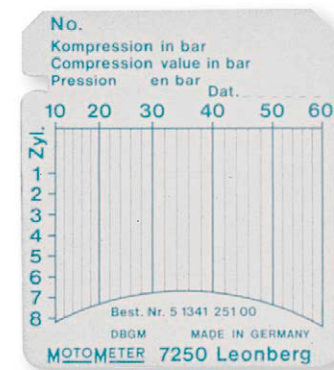 No.
Kompression in bar
Compression value in bar
Pression en bar
Dat.
10 20 30 40 50 60
Zyl.
1
2
3
4
5
6
7
8
Best. Nr. 5 1341 251 00
DBGM MADE IN GERMANY
MOTOMETER 7250 Leonberg